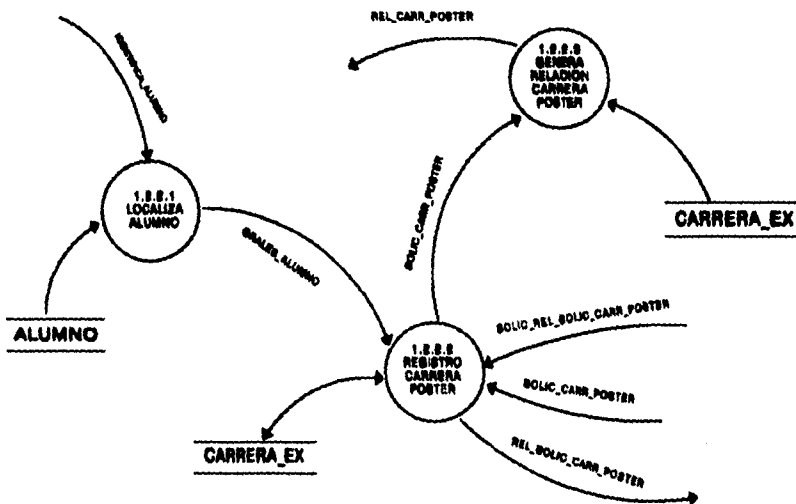 REL_CARR_POSTER
1.2.2.3
GENERA
RELACION
CARRERA
POSTER
1.2.2.1
LOCALIZA
ALUMNO
SOLIC_CARR_POSTER
CARRERA_EX
GRALES_ALUMNO
ALUMNO
SOLIC_REL_SOLIC_CARR_POSTER
1.2.2.2
REGISTRO
CARRERA
POSTER
SOLIC_CARR_POSTER
CARRERA_EX
REL_SOLIC_CARR_POSTER